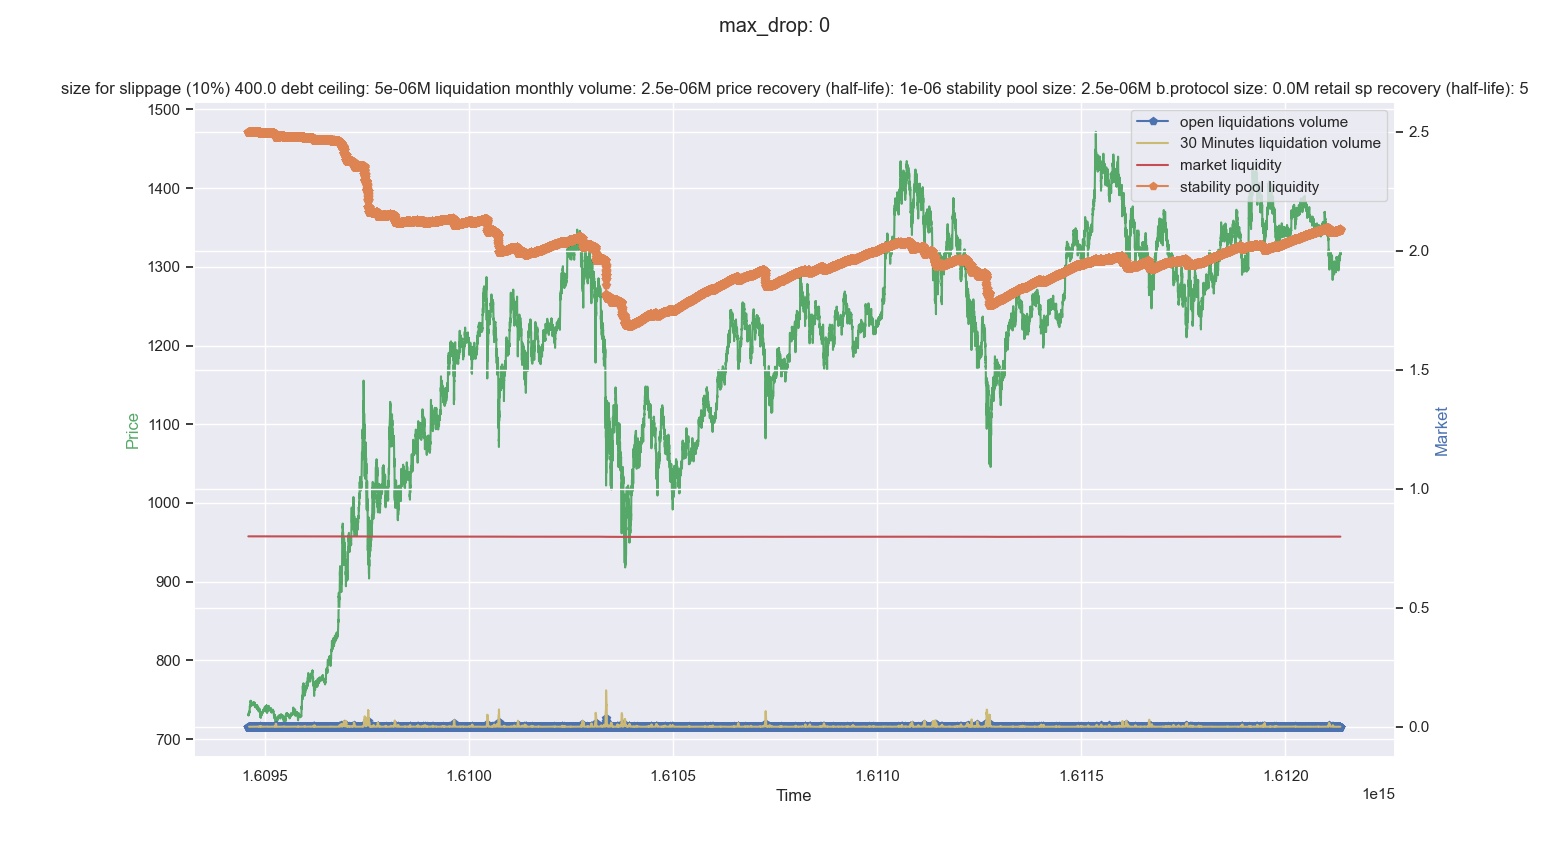 max_drop: 0
size for slippage (10%) 400.0 debt ceiling: 5e-06M liquidation monthly volume: 2.5e-06M price recovery (half-life): 1e-06 stability pool size: 2.5e-06M b.protocol size: 0.0M retail sp recovery (half-life): 5
open liquidations volume
30 Minutes liquidation volume
market liquidity
stability pool liquidity
1500
1400
1300
1200
1100
1000
900
800
700
Price
2.5
2.0
1.5
1.0
0.5
0.0
Market
1.6095
1.6100
1.6105
1.6110
1.6115
1.6120
1e15
Time